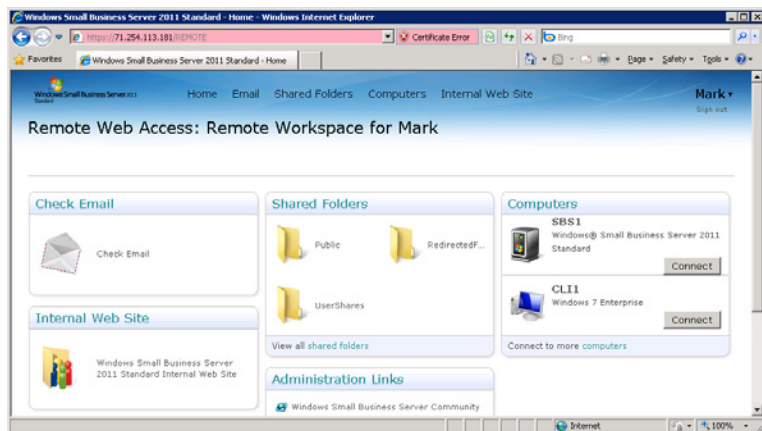 Windows Small Business Server 2011 Standard - Home - Windows Internet Explorer
https://71.254.113.181/REMOTE
Certificate Error
Bing
Favorites
Windows Small Business Server 2011 Standard - Home
Page
Safety
Tools
Windows Small Business Server 2011
Standard
Home
Email
Shared Folders
Computers
Internal Web Site
Mark
Sign out
Remote Web Access: Remote Workspace for Mark
Check Email
Check Email
Internal Web Site
Windows Small Business Server
2011 Standard Internal Web Site
Shared Folders
Public
RedirectedF...
UserShares
View all shared folders
Administration Links
Windows Small Business Server Community
Computers
SBS1
Windows® Small Business Server 2011
Standard
Connect
CLI1
Windows 7 Enterprise
Connect
Connect to more computers
Internet
100%